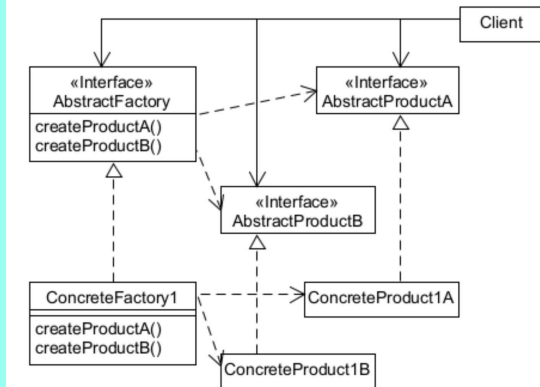 Client
«Interface»
AbstractFactory
createProductA()
createProductB()
«Interface»
AbstractProductA
«Interface»
AbstractProductB
ConcreteFactory1
createProductA()
createProductB()
ConcreteProduct1A
ConcreteProduct1B